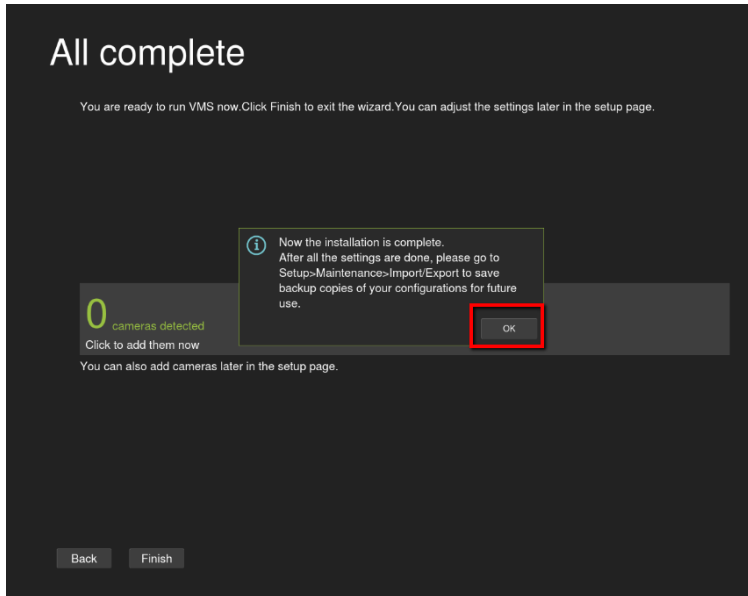 All complete
You are ready to run VMS now.Click Finish to exit the wizard.You can adjust the settings later in the setup page.
Now the installation is complete.
After all the settings are done, please go to
Setup>Maintenance>Import/Export to save
backup copies of your configurations for future
use.
OK
0 cameras detected
Click to add them now
You can also add cameras later in the setup page.
Back Finish